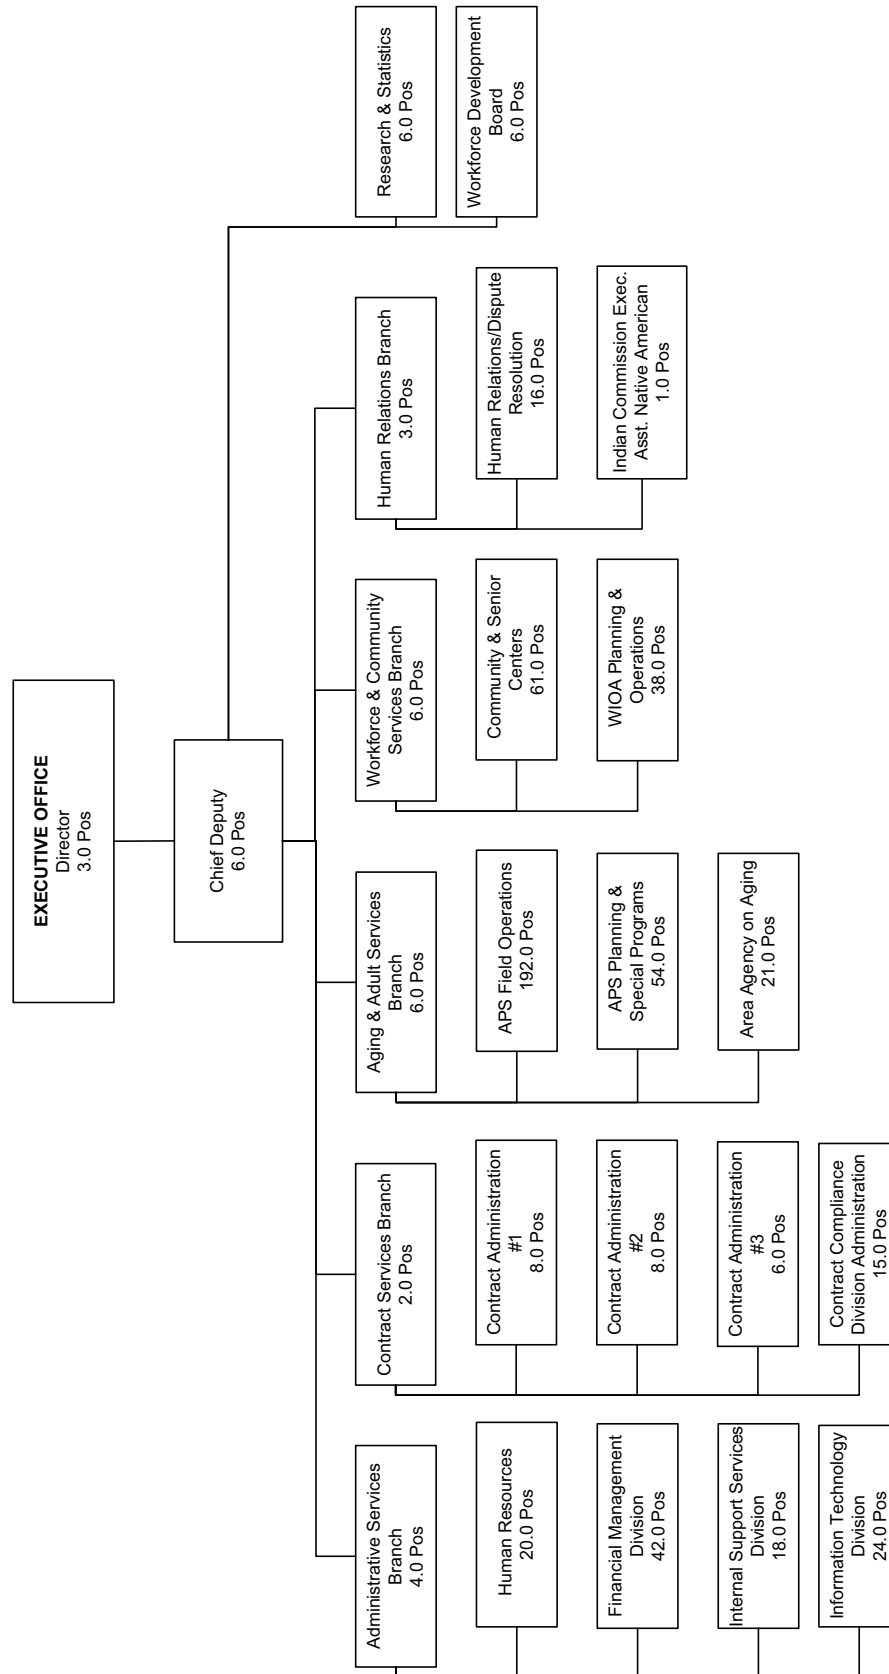 EXECUTIVE OFFICE
Director
3.0 Pos
Chief Deputy
6.0 Pos
Administrative Services
Branch
4.0 Pos
Human Resources
20.0 Pos
Financial Management
Division
42.0 Pos
Internal Support Services
Division
18.0 Pos
Information Technology
Division
24.0 Pos
Contract Services Branch
2.0 Pos
Contract Administration
#1
8.0 Pos
Contract Administration
#2
8.0 Pos
Contract Administration
#3
6.0 Pos
Contract Compliance
Division Administration
15.0 Pos
Aging & Adult Services
Branch
6.0 Pos
APS Field Operations
192.0 Pos
APS Planning &
Special Programs
54.0 Pos
Area Agency on Aging
21.0 Pos
Workforce & Community
Services Branch
6.0 Pos
Community & Senior
Centers
61.0 Pos
WIOA Planning &
Operations
38.0 Pos
Human Relations Branch
3.0 Pos
Human Relations/Dispute
Resolution
16.0 Pos
Indian Commission Exec.
Asst. Native American
1.0 Pos
Research & Statistics
6.0 Pos
Workforce Development
Board
6.0 Pos